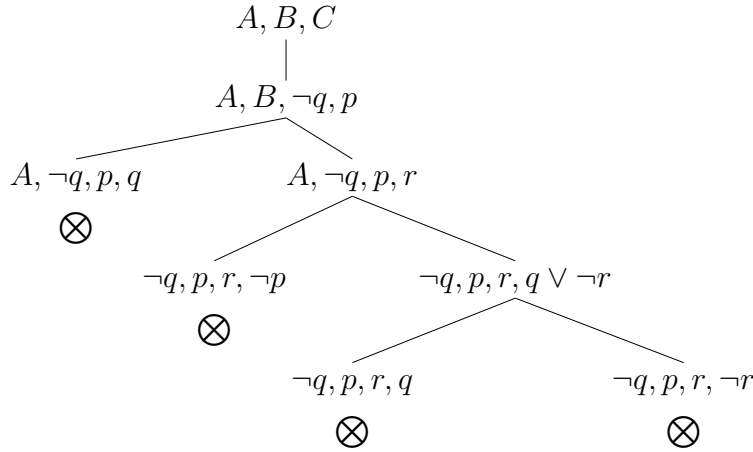 A, B, C
A, B, ¬q, p
A, ¬q, p, q
A, ¬q, p, r
⊗
¬q, p, r, ¬p
¬q, p, r, q ∨ ¬r
⊗
¬q, p, r, q
¬q, p, r, ¬r
⊗
⊗